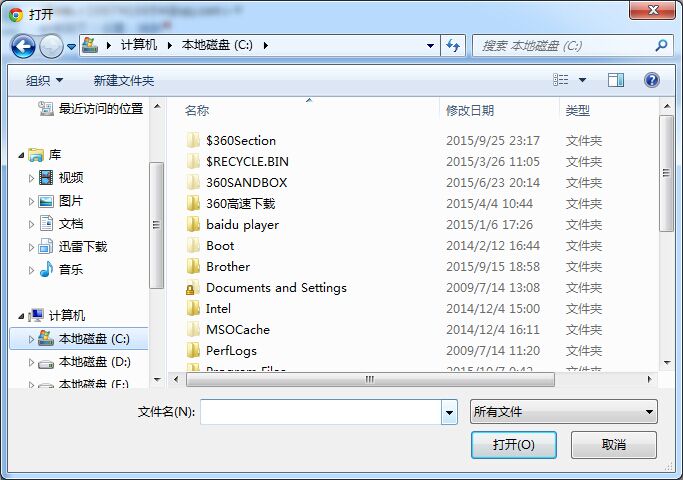 打开
计算机 本地磁盘 (C:)
搜索 本地磁盘 (C:)
组织 新建文件夹
最近访问的位置
库
视频
图片
文档
迅雷下载
音乐
计算机
本地磁盘 (C:)
本地磁盘 (D:)
本地磁盘 (E:)
名称 修改日期 类型
$360Section 2015/9/25 23:17 文件夹
$RECYCLE.BIN 2015/3/26 11:05 文件夹
360SANDBOX 2015/6/23 20:14 文件夹
360高速下载 2015/4/4 10:44 文件夹
baidu player 2015/1/6 17:26 文件夹
Boot 2014/2/12 16:44 文件夹
Brother 2015/9/15 18:58 文件夹
Documents and Settings 2009/7/14 13:08 文件夹
Intel 2014/12/4 15:00 文件夹
MSOCache 2014/12/4 16:11 文件夹
PerfLogs 2009/7/14 11:20 文件夹
Program Files 2015/10/7 9:42 文件夹
文件名(N):
所有文件
打开(O) 取消